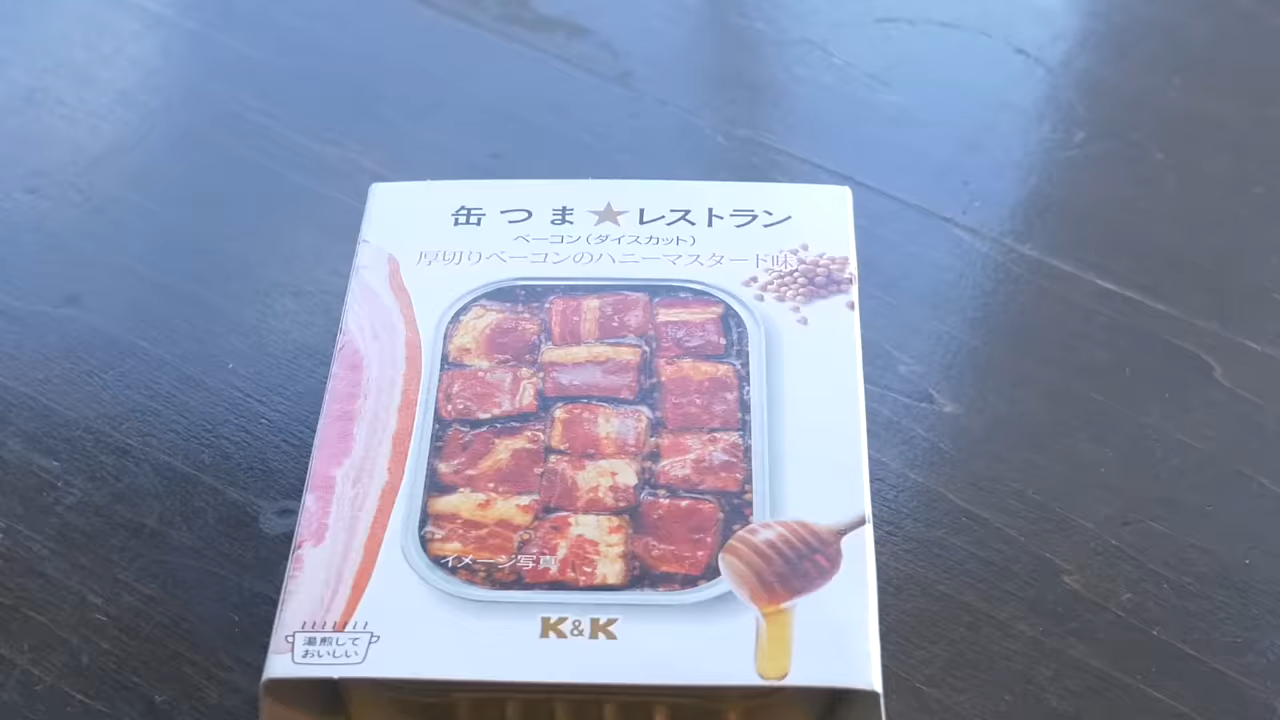 缶つま★レストラン
ベーコン(ダイスカット)
厚切りベーコンのハニーマスタード味
イメージ写真
K&K
湯煎して
おいしい